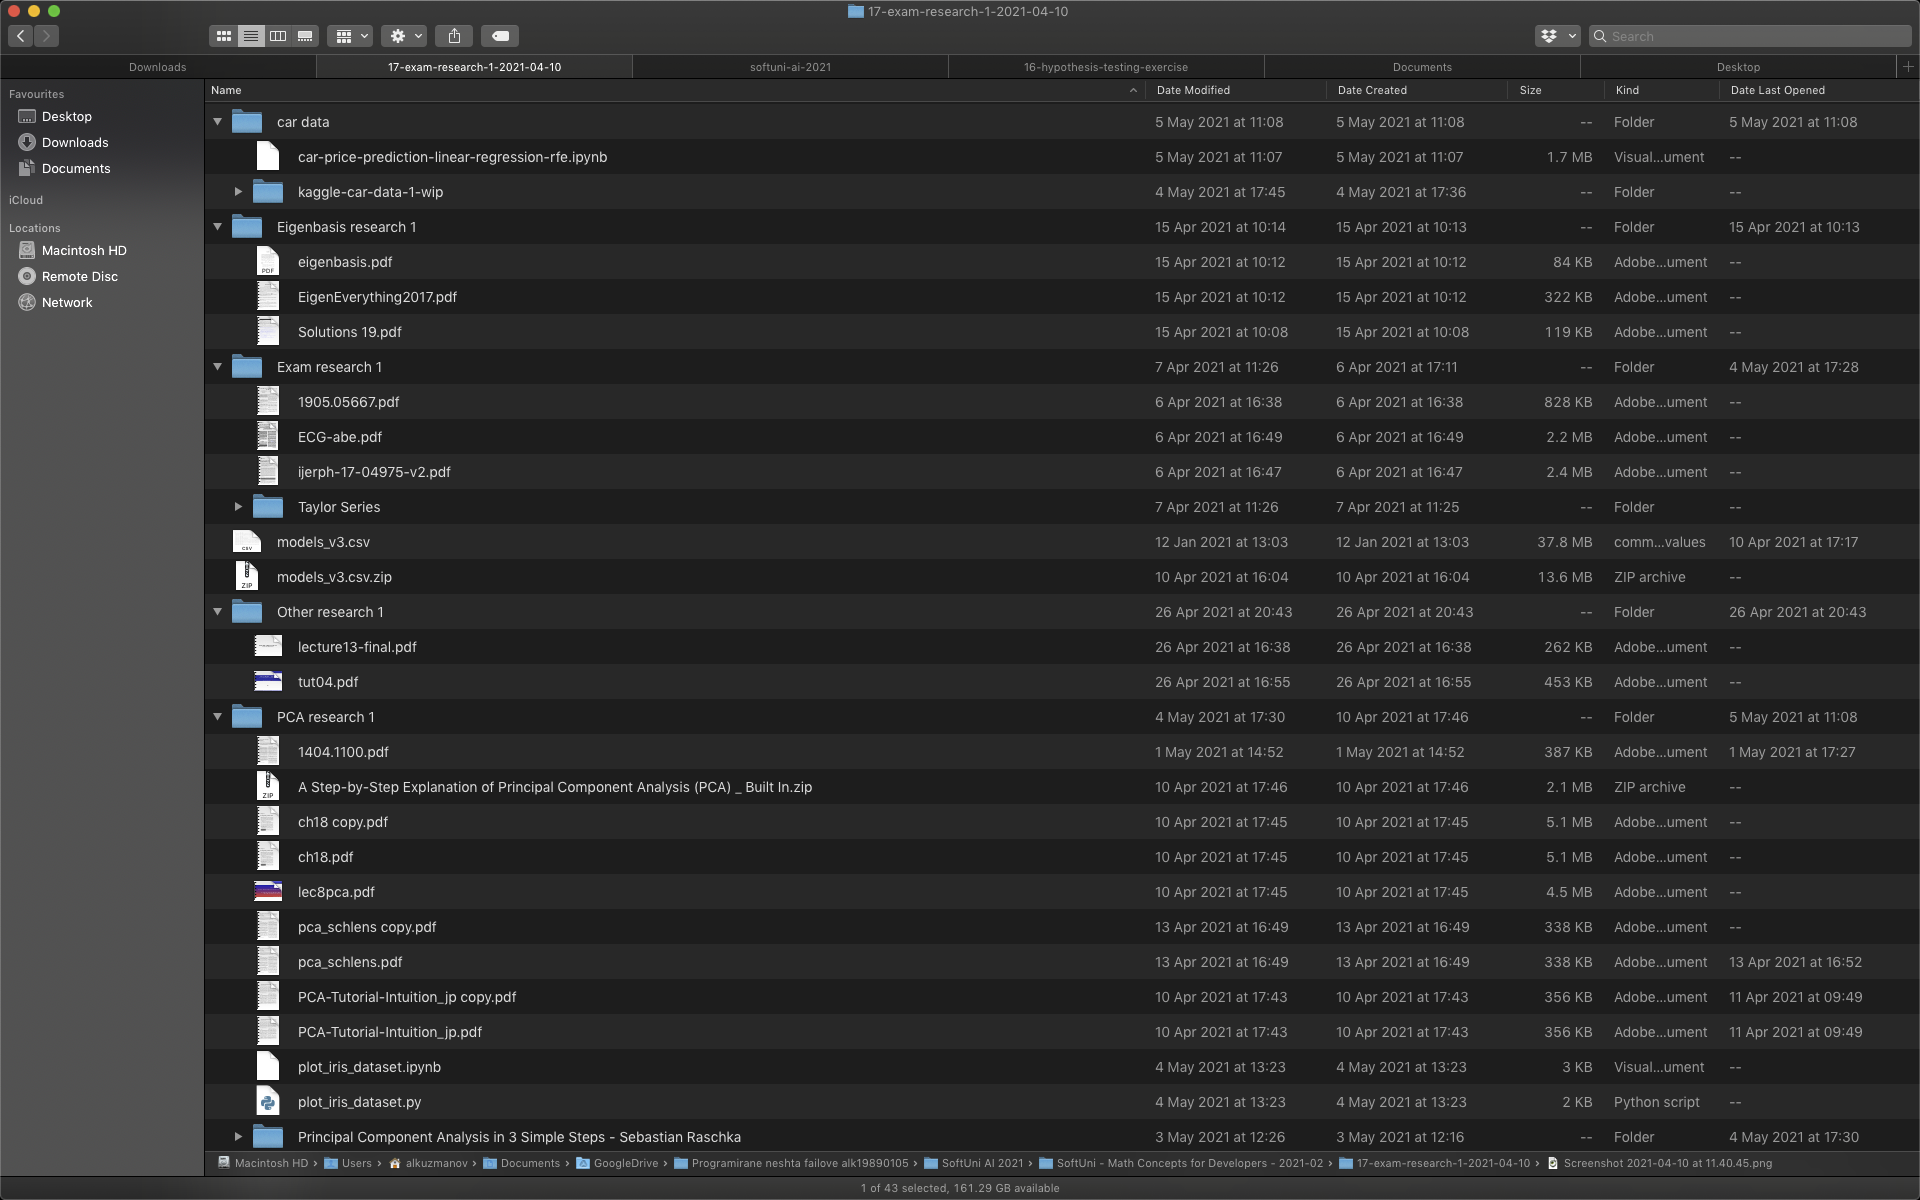 17-exam-research-1-2021-04-10
Search
Downloads 17-exam-research-1-2021-04-10 softuni-ai-2021 16-hypothesis-testing-exercise Documents Desktop
Favourites
Desktop
Downloads
Documents
iCloud
Locations
Macintosh HD
Remote Disc
Network
Name Date Modified Date Created Size Kind Date Last Opened
car data 5 May 2021 at 11:08 5 May 2021 at 11:08 -- Folder 5 May 2021 at 11:08
car-price-prediction-linear-regression-rfe.ipynb 5 May 2021 at 11:07 5 May 2021 at 11:07 1.7 MB Visual...ument --
kaggle-car-data-1-wip 4 May 2021 at 17:45 4 May 2021 at 17:36 -- Folder --
Eigenbasis research 1 15 Apr 2021 at 10:14 15 Apr 2021 at 10:13 -- Folder 15 Apr 2021 at 10:13
PDF eigenbasis.pdf 15 Apr 2021 at 10:12 15 Apr 2021 at 10:12 84 KB Adobe...ument --
EigenEverything2017.pdf 15 Apr 2021 at 10:12 15 Apr 2021 at 10:12 322 KB Adobe...ument --
Solutions 19.pdf 15 Apr 2021 at 10:08 15 Apr 2021 at 10:08 119 KB Adobe...ument --
Exam research 1 7 Apr 2021 at 11:26 6 Apr 2021 at 17:11 -- Folder 4 May 2021 at 17:28
1905.05667.pdf 6 Apr 2021 at 16:38 6 Apr 2021 at 16:38 828 KB Adobe...ument --
ECG-abe.pdf 6 Apr 2021 at 16:49 6 Apr 2021 at 16:49 2.2 MB Adobe...ument --
ijerph-17-04975-v2.pdf 6 Apr 2021 at 16:47 6 Apr 2021 at 16:47 2.4 MB Adobe...ument --
Taylor Series 7 Apr 2021 at 11:26 7 Apr 2021 at 11:25 -- Folder --
CSV models_v3.csv 12 Jan 2021 at 13:03 12 Jan 2021 at 13:03 37.8 MB comm...values 10 Apr 2021 at 17:17
ZIP models_v3.csv.zip 10 Apr 2021 at 16:04 10 Apr 2021 at 16:04 13.6 MB ZIP archive --
Other research 1 26 Apr 2021 at 20:43 26 Apr 2021 at 20:43 -- Folder 26 Apr 2021 at 20:43
lecture13-final.pdf 26 Apr 2021 at 16:38 26 Apr 2021 at 16:38 262 KB Adobe...ument --
tut04.pdf 26 Apr 2021 at 16:55 26 Apr 2021 at 16:55 453 KB Adobe...ument --
PCA research 1 4 May 2021 at 17:30 10 Apr 2021 at 17:46 -- Folder 5 May 2021 at 11:08
1404.1100.pdf 1 May 2021 at 14:52 1 May 2021 at 14:52 387 KB Adobe...ument 1 May 2021 at 17:27
ZIP A Step-by-Step Explanation of Principal Component Analysis (PCA) _ Built In.zip 10 Apr 2021 at 17:46 10 Apr 2021 at 17:46 2.1 MB ZIP archive --
ch18 copy.pdf 10 Apr 2021 at 17:45 10 Apr 2021 at 17:45 5.1 MB Adobe...ument --
ch18.pdf 10 Apr 2021 at 17:45 10 Apr 2021 at 17:45 5.1 MB Adobe...ument --
lec8pca.pdf 10 Apr 2021 at 17:45 10 Apr 2021 at 17:45 4.5 MB Adobe...ument --
pca_schlens copy.pdf 13 Apr 2021 at 16:49 13 Apr 2021 at 16:49 338 KB Adobe...ument --
pca_schlens.pdf 13 Apr 2021 at 16:49 13 Apr 2021 at 16:49 338 KB Adobe...ument 13 Apr 2021 at 16:52
PCA-Tutorial-Intuition_jp copy.pdf 10 Apr 2021 at 17:43 10 Apr 2021 at 17:43 356 KB Adobe...ument 11 Apr 2021 at 09:49
PCA-Tutorial-Intuition_jp.pdf 10 Apr 2021 at 17:43 10 Apr 2021 at 17:43 356 KB Adobe...ument 11 Apr 2021 at 09:49
plot_iris_dataset.ipynb 4 May 2021 at 13:23 4 May 2021 at 13:23 3 KB Visual...ument --
plot_iris_dataset.py 4 May 2021 at 13:23 4 May 2021 at 13:23 2 KB Python script --
Principal Component Analysis in 3 Simple Steps - Sebastian Raschka 3 May 2021 at 12:26 3 May 2021 at 12:16 -- Folder 4 May 2021 at 17:30
Macintosh HD › Users › alkuzmanov › Documents › GoogleDrive › Programirane neshta failove alk19890105 › SoftUni AI 2021 › SoftUni - Math Concepts for Developers - 2021-02 › 17-exam-research-1-2021-04-10 › Screenshot 2021-04-10 at 11.40.45.png
1 of 43 selected, 161.29 GB available